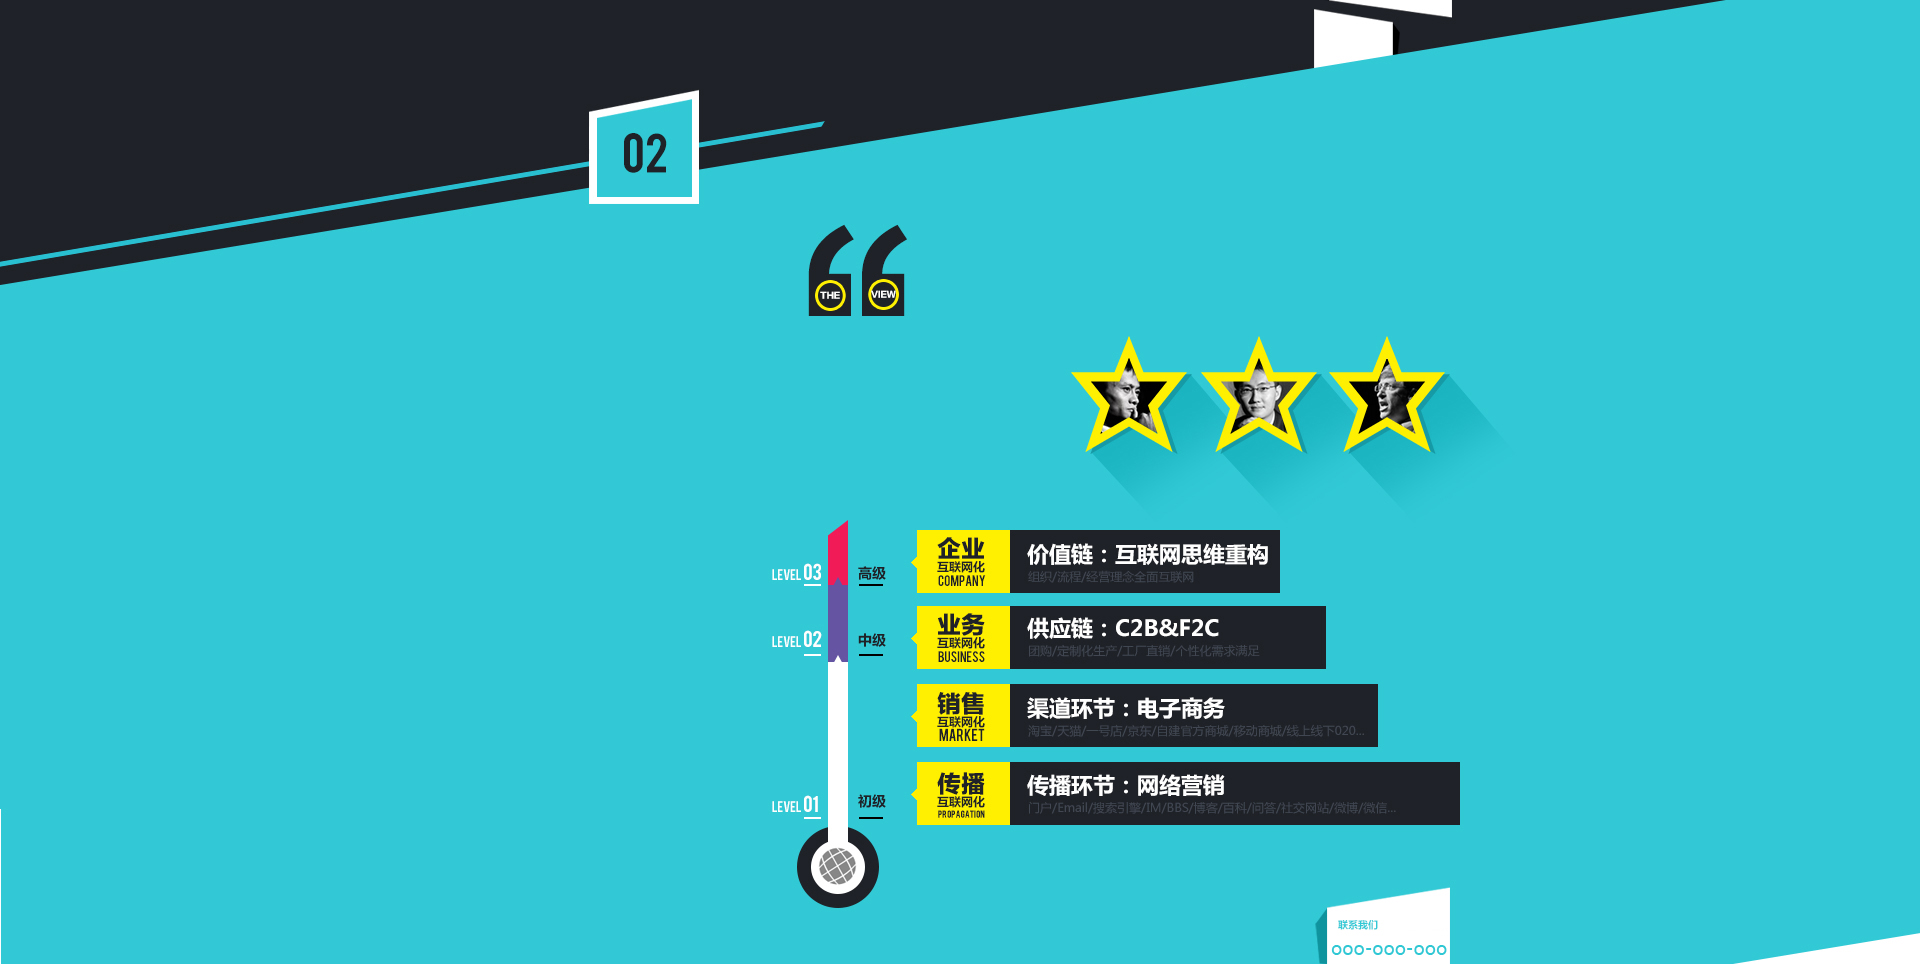 02
THE VIEW
LEVEL 03
高级
企业
互联网化
COMPANY
价值链：互联网思维重构
组织/流程/经营理念全面互联网
LEVEL 02
中级
业务
互联网化
BUSINESS
供应链：C2B&F2C
团购/定制化生产/工厂直销/个性化需求满足
销售
互联网化
MARKET
渠道环节：电子商务
淘宝/天猫/一号店/京东/自建官方商城/移动商城/线上线下020...
LEVEL 01
初级
传播
互联网化
PROPAGATION
传播环节：网络营销
门户/Email/搜索引擎/IM/BBS/博客/百科/问答/社交网站/微博/微信...
联系我们
000-000-000